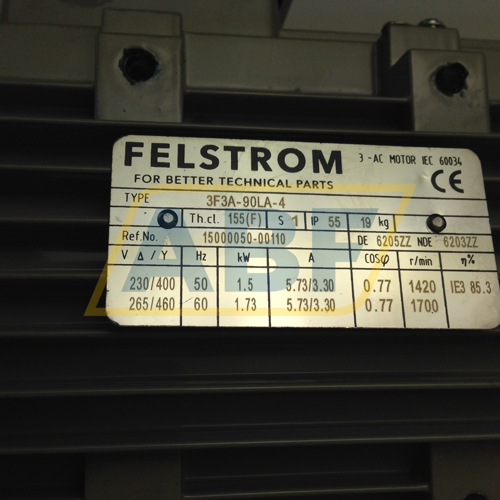 FELSTROM 3 ~AC MOTOR IEC 60034
FOR BETTER TECHNICAL PARTS CE
TYPE 3F3A-90LA-4
Th.cl. 155(F) S 1 IP 55 19 kg
Ref.No. 15000050-00110 DE 6205ZZ NDE 6203ZZ
V Δ / Y Hz kW A cosφ r/min η%
230/400 50 1.5 5.73/3.30 0.77 1420 IE3 85.3
265/460 60 1.73 5.73/3.30 0.77 1700
ABF